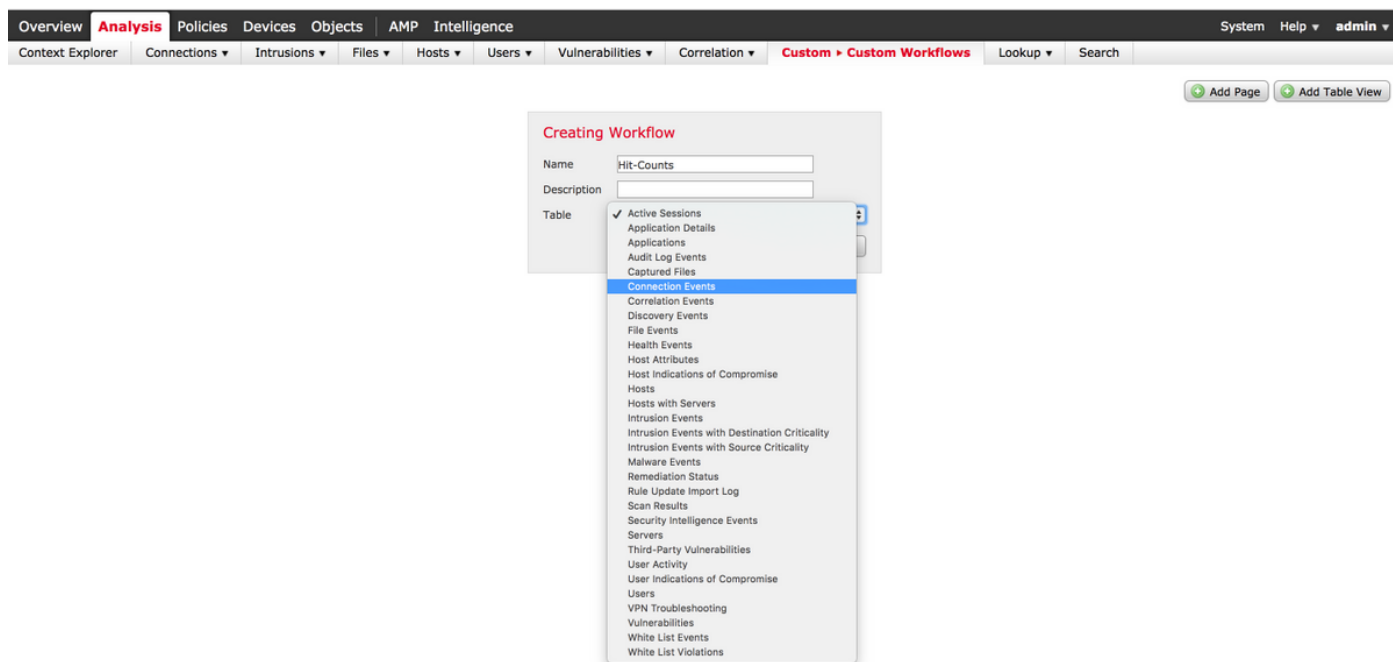 Overview Analysis Policies Devices Objects AMP Intelligence System Help ▾ admin ▾
Context Explorer Connections ▾ Intrusions ▾ Files ▾ Hosts ▾ Users ▾ Vulnerabilities ▾ Correlation ▾ Custom ▸ Custom Workflows Lookup ▾ Search
Add Page Add Table View
Creating Workflow
Name Hit-Counts
Description
Table ✓ Active Sessions
Application Details
Applications
Audit Log Events
Captured Files
Connection Events
Correlation Events
Discovery Events
File Events
Health Events
Host Attributes
Host Indications of Compromise
Hosts
Hosts with Servers
Intrusion Events
Intrusion Events with Destination Criticality
Intrusion Events with Source Criticality
Malware Events
Remediation Status
Rule Update Import Log
Scan Results
Security Intelligence Events
Servers
Third-Party Vulnerabilities
User Activity
User Indications of Compromise
Users
VPN Troubleshooting
Vulnerabilities
White List Events
White List Violations